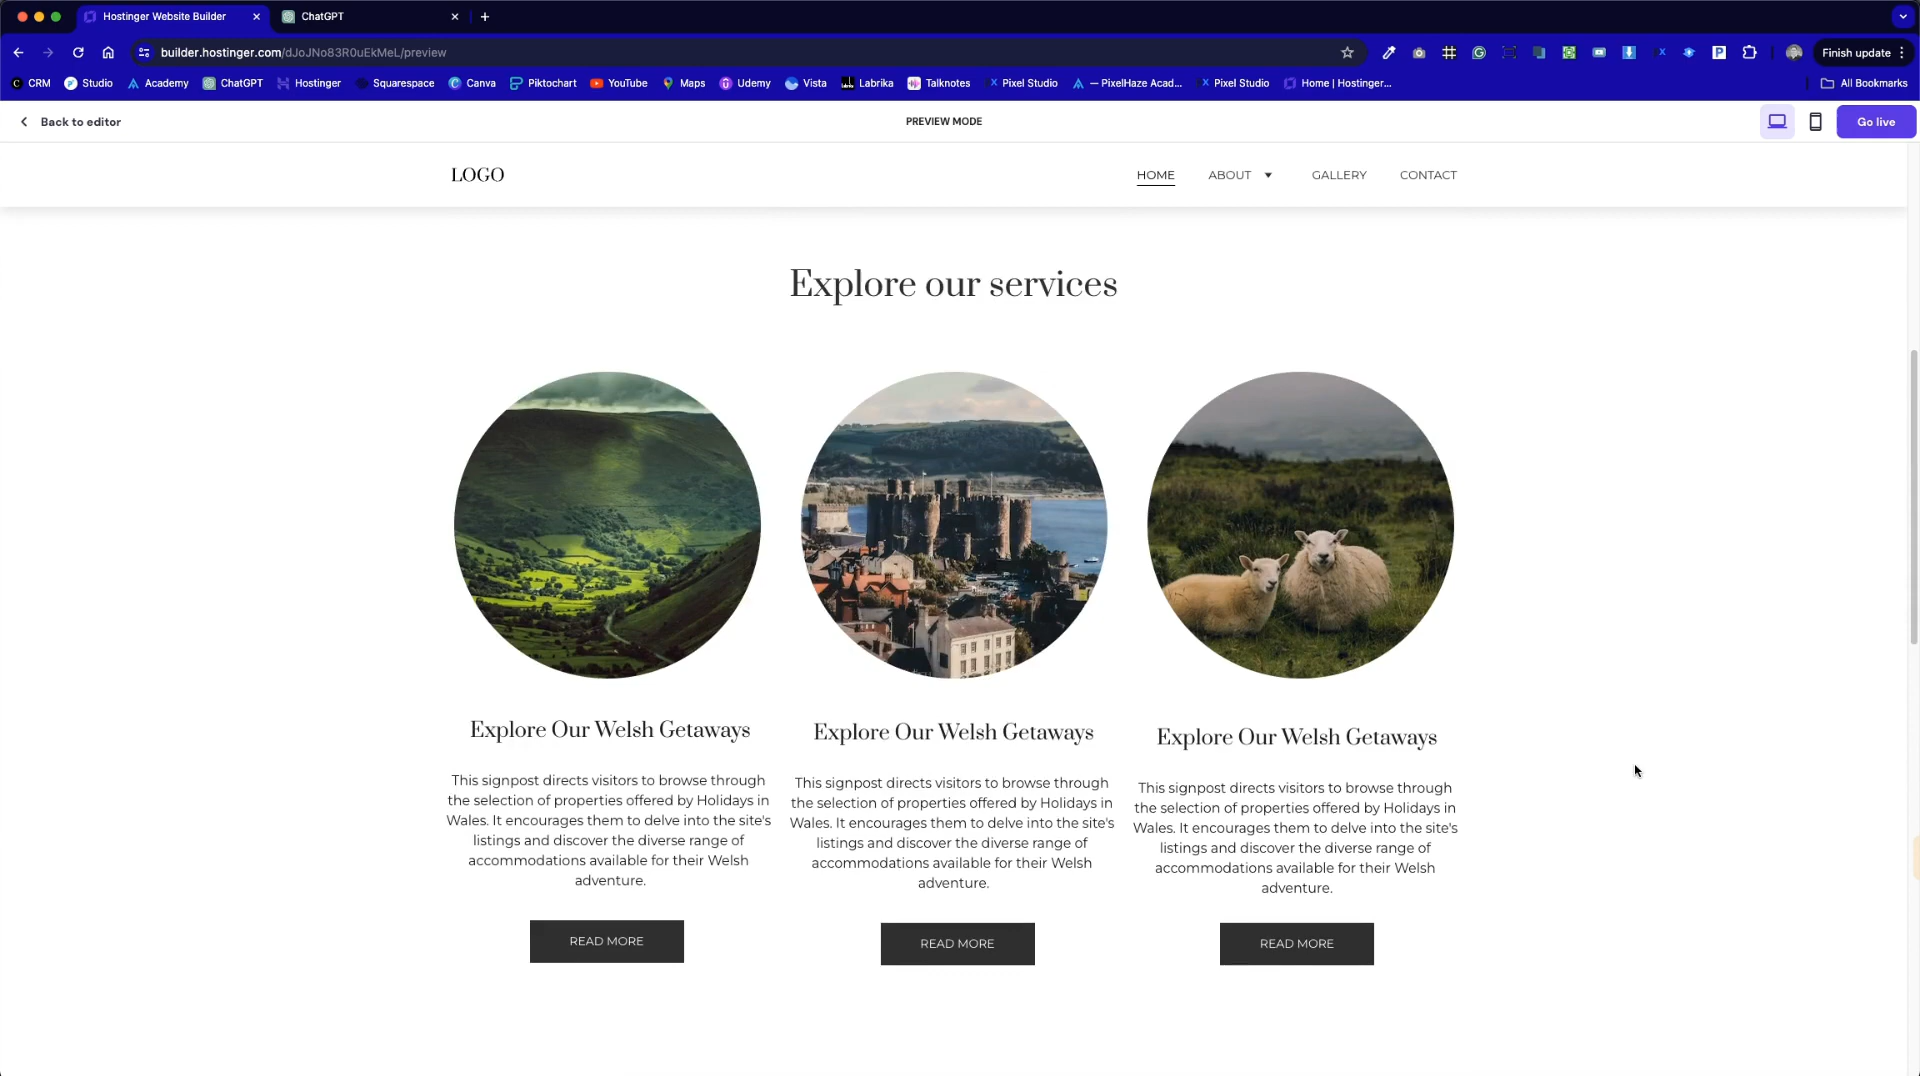 Hostinger Website Builder
ChatGPT
builder.hostinger.com/dJoJNo83R0uEkMeL/preview
Finish update
CRM
Studio
Academy
ChatGPT
Hostinger
Squarespace
Canva
Piktochart
YouTube
Maps
Udemy
Vista
Labrika
Talknotes
Pixel Studio
— PixelHaze Acad...
Pixel Studio
Home | Hostinger...
All Bookmarks
Back to editor
PREVIEW MODE
Go live
LOGO
HOME
ABOUT
GALLERY
CONTACT
Explore our services
Explore Our Welsh Getaways
This signpost directs visitors to browse through
the selection of properties offered by Holidays in
Wales. It encourages them to delve into the site's
listings and discover the diverse range of
accommodations available for their Welsh
adventure.
READ MORE
Explore Our Welsh Getaways
This signpost directs visitors to browse through
the selection of properties offered by Holidays in
Wales. It encourages them to delve into the site's
listings and discover the diverse range of
accommodations available for their Welsh
adventure.
READ MORE
Explore Our Welsh Getaways
This signpost directs visitors to browse through
the selection of properties offered by Holidays in
Wales. It encourages them to delve into the site's
listings and discover the diverse range of
accommodations available for their Welsh
adventure.
READ MORE